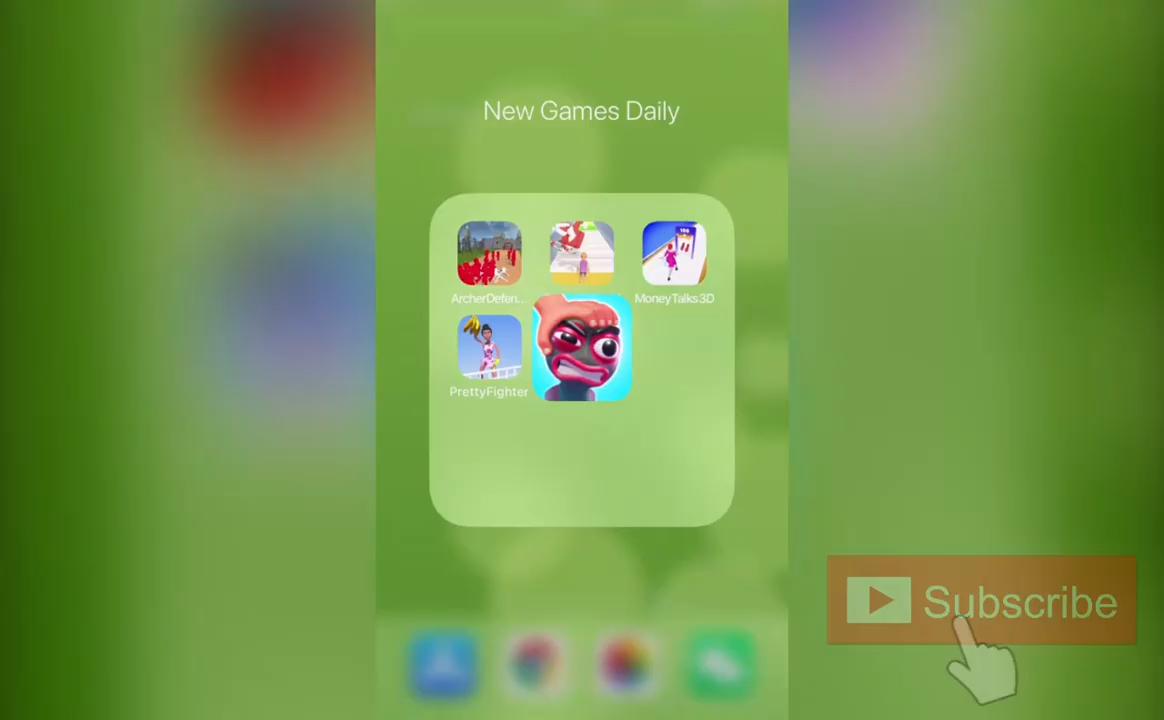 New Games Daily
ArcherDefen...
MoneyTalks3D
PrettyFighter
Subscribe